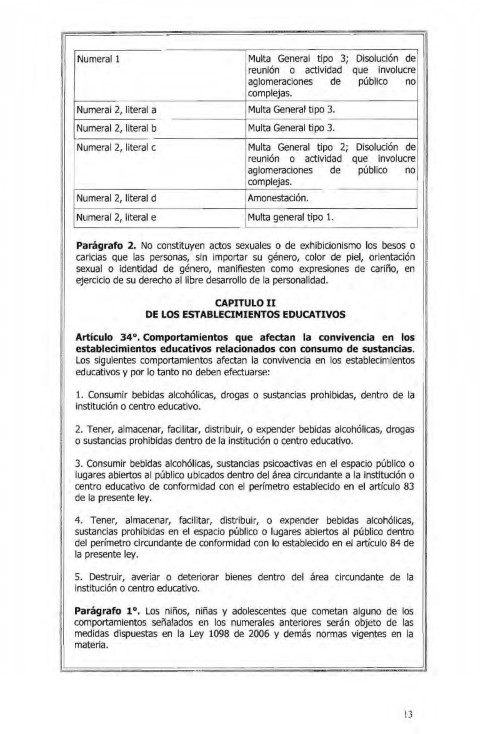 Numeral 1
Multa General tipo 3; Disolución de
reunión o actividad que involucre
aglomeraciones de público no
complejas.
Numeral 2, literal a
Multa General tipo 3.
Numeral 2, literal b
Multa General tipo 3.
Numeral 2, literal c
Multa General tipo 2; Disolución de
reunión o actividad que involucre
aglomeraciones de público no
complejas.
Numeral 2, literal d
Amonestación.
Numeral 2, literal e
Multa general tipo 1.
Parágrafo 2. No constituyen actos sexuales o de exhibicionismo los besos o
caricias que las personas, sin importar su género, color de piel, orientación
sexual o identidad de género, manifiesten como expresiones de cariño, en
ejercicio de su derecho al libre desarrollo de la personalidad.
CAPITULO II
DE LOS ESTABLECIMIENTOS EDUCATIVOS
Artículo 34°. Comportamientos que afectan la convivencia en los
establecimientos educativos relacionados con consumo de sustancias.
Los siguientes comportamientos afectan la convivencia en los establecimientos
educativos y por lo tanto no deben efectuarse:
1. Consumir bebidas alcohólicas, drogas o sustancias prohibidas, dentro de la
institución o centro educativo.
2. Tener, almacenar, facilitar, distribuir, o expender bebidas alcohólicas, drogas
o sustancias prohibidas dentro de la institución o centro educativo.
3. Consumir bebidas alcohólicas, sustancias psicoactivas en el espacio público o
lugares abiertos al público ubicados dentro del área circundante a la institución o
centro educativo de conformidad con el perímetro establecido en el artículo 83
de la presente ley.
4. Tener, almacenar, facilitar, distribuir, o expender bebidas alcohólicas,
sustancias prohibidas en el espacio público o lugares abiertos al público dentro
del perímetro circundante de conformidad con lo establecido en el artículo 84 de
la presente ley.
5. Destruir, averiar o deteriorar bienes dentro del área circundante de la
institución o centro educativo.
Parágrafo 1°. Los niños, niñas y adolescentes que cometan alguno de los
comportamientos señalados en los numerales anteriores serán objeto de las
medidas dispuestas en la Ley 1098 de 2006 y demás normas vigentes en la
materia.
13